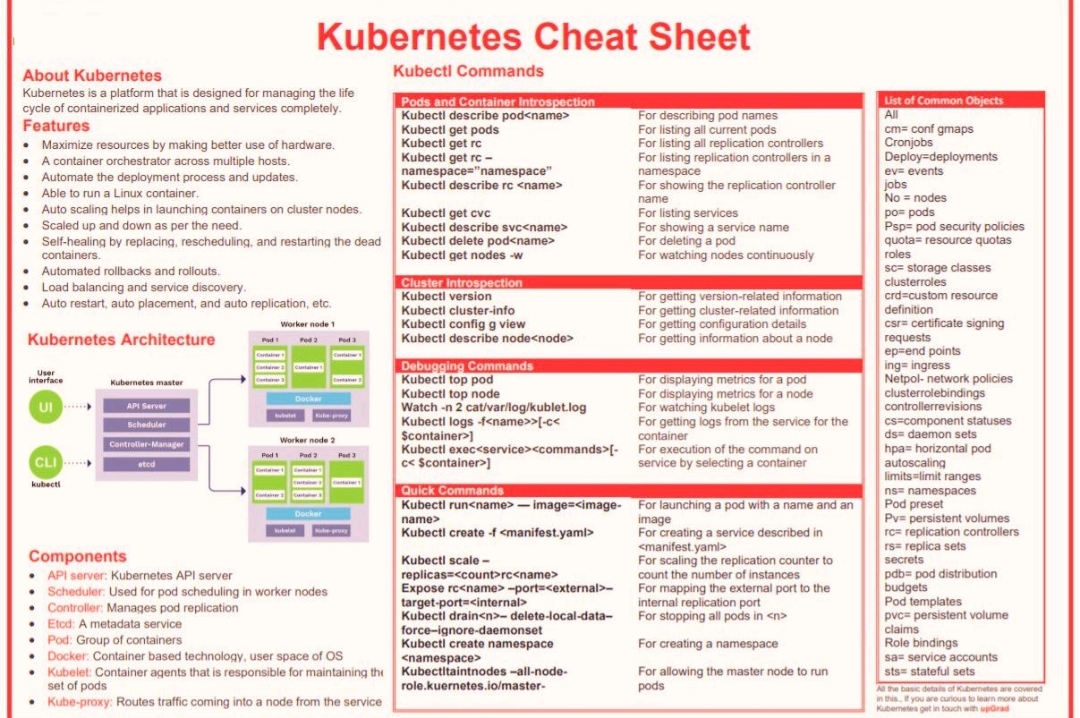 Kubernetes Cheat Sheet
About Kubernetes
Kubernetes is a platform that is designed for managing the life
cycle of containerized applications and services completely.
Features
• Maximize resources by making better use of hardware.
• A container orchestrator across multiple hosts.
• Automate the deployment process and updates.
• Able to run a Linux container.
• Auto scaling helps in launching containers on cluster nodes.
• Scaled up and down as per the need.
• Self-healing by replacing, rescheduling, and restarting the dead
containers.
• Automated rollbacks and rollouts.
• Load balancing and service discovery.
• Auto restart, auto placement, and auto replication, etc.
Kubernetes Architecture
User
interface
UI
CLI
kubectl
Kubernetes master
API Server
Scheduler
Controller-Manager
etcd
Worker node 1
Pod 1 Pod 2 Pod 3
Container 1 Container 1
Container 2 Container 1
Container 3 Container 2
Docker
kubelet Kube-proxy
Worker node 2
Pod 1 Pod 2 Pod 3
Container 1 Container 1
Container 2 Container 1
Container 2 Container 3
Docker
kubelet Kube-proxy
Components
• API server: Kubernetes API server
• Scheduler: Used for pod scheduling in worker nodes
• Controller: Manages pod replication
• Etcd: A metadata service
• Pod: Group of containers
• Docker: Container based technology, user space of OS
• Kubelet: Container agents that is responsible for maintaining the
set of pods
• Kube-proxy: Routes traffic coming into a node from the service
Kubectl Commands
Pods and Container Introspection
Kubectl describe pod<name> For describing pod names
Kubectl get pods For listing all current pods
Kubectl get rc For listing all replication controllers
Kubectl get rc – For listing replication controllers in a
namespace="namespace" namespace
Kubectl describe rc <name> For showing the replication controller
name
Kubectl get cvc For listing services
Kubectl describe svc<name> For showing a service name
Kubectl delete pod<name> For deleting a pod
Kubectl get nodes -w For watching nodes continuously
Cluster Introspection
Kubectl version For getting version-related information
Kubectl cluster-info For getting cluster-related information
Kubectl config g view For getting configuration details
Kubectl describe node<node> For getting information about a node
Debugging Commands
Kubectl top pod For displaying metrics for a pod
Kubectl top node For displaying metrics for a node
Watch -n 2 cat/var/log/kublet.log For watching kubelet logs
Kubectl logs -f<name>>[-c< For getting logs from the service for the
$container>] container
Kubectl exec<service><commands>[- For execution of the command on
c< $container>] service by selecting a container
Quick Commands
Kubectl run<name> — image=<image- For launching a pod with a name and an
name> image
Kubectl create -f <manifest.yaml> For creating a service described in
<manifest.yaml>
Kubectl scale – For scaling the replication counter to
replicas=<count>rc<name> count the number of instances
Expose rc<name> –port=<external>– For mapping the external port to the
target-port=<internal> internal replication port
Kubectl drain<n>– delete-local-data– For stopping all pods in <n>
force–ignore-daemonset
Kubectl create namespace For creating a namespace
<namespace>
Kubectltaintnodes –all-node- For allowing the master node to run
role.kuernetes.io/master- pods
List of Common Objects
All
cm= conf gmaps
Cronjobs
Deploy=deployments
ev= events
jobs
No = nodes
po= pods
Psp= pod security policies
quota= resource quotas
roles
sc= storage classes
clusterroles
crd=custom resource
definition
csr= certificate signing
requests
ep=end points
ing= ingress
Netpol- network policies
clusterrolebindings
controllerrevisions
cs=component statuses
ds= daemon sets
hpa= horizontal pod
autoscaling
limits=limit ranges
ns= namespaces
Pod preset
Pv= persistent volumes
rc= replication controllers
rs= replica sets
secrets
pdb= pod distribution
budgets
Pod templates
pvc= persistent volume
claims
Role bindings
sa= service accounts
sts= stateful sets
All the basic details of Kubernetes are covered
in this., If you are curious to learn more about
Kubernetes get in touch with upGrad